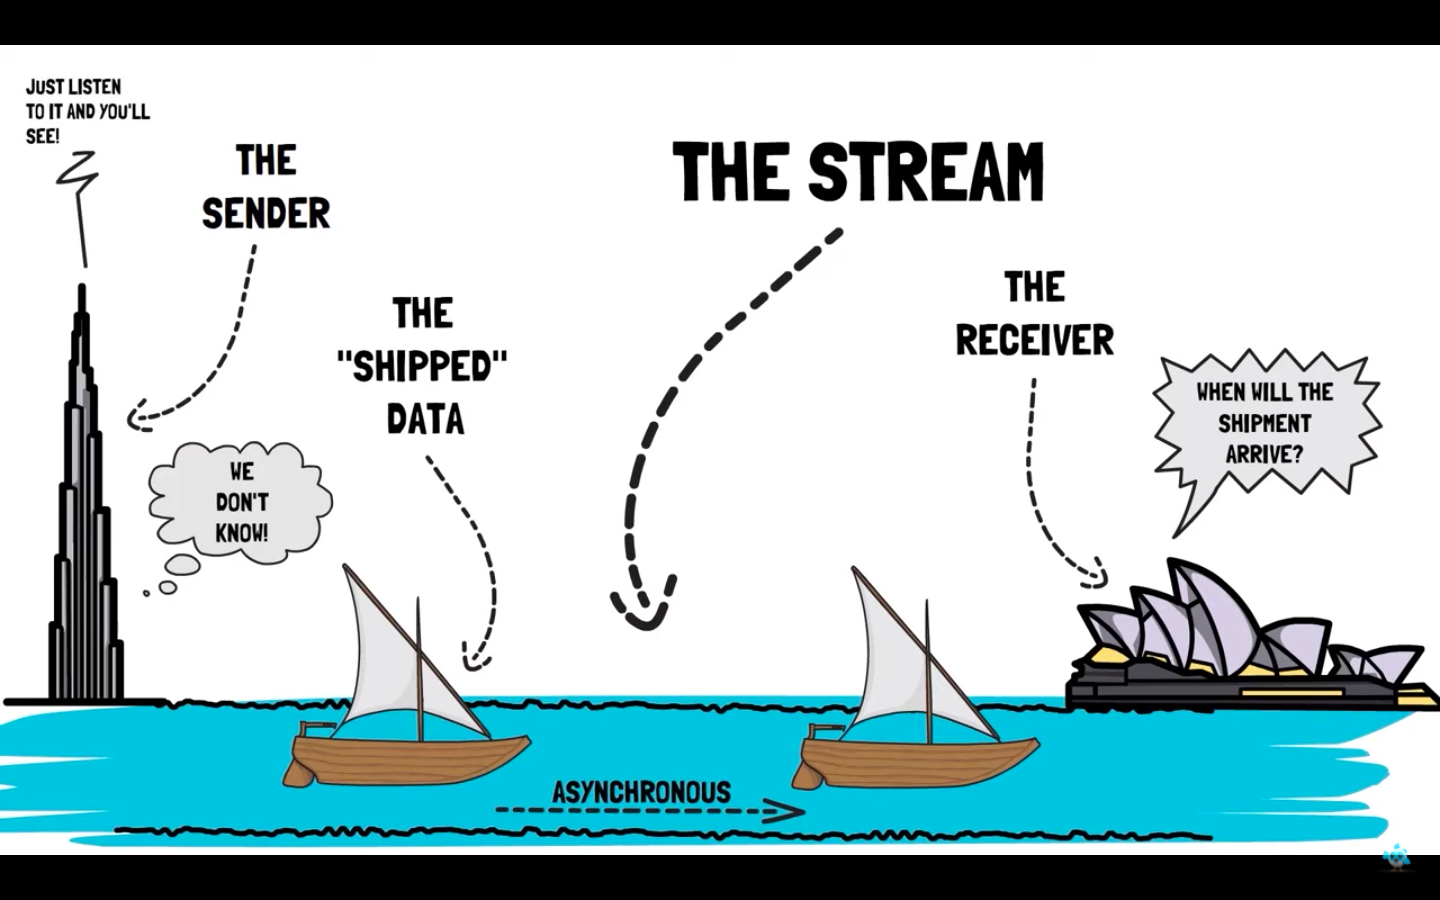 JUST LISTEN
TO IT AND YOU'LL
SEE!
THE
SENDER
THE STREAM
THE
RECEIVER
THE
"SHIPPED"
DATA
WHEN WILL THE
SHIPMENT
ARRIVE?
WE
DON'T
KNOW!
ASYNCHRONOUS